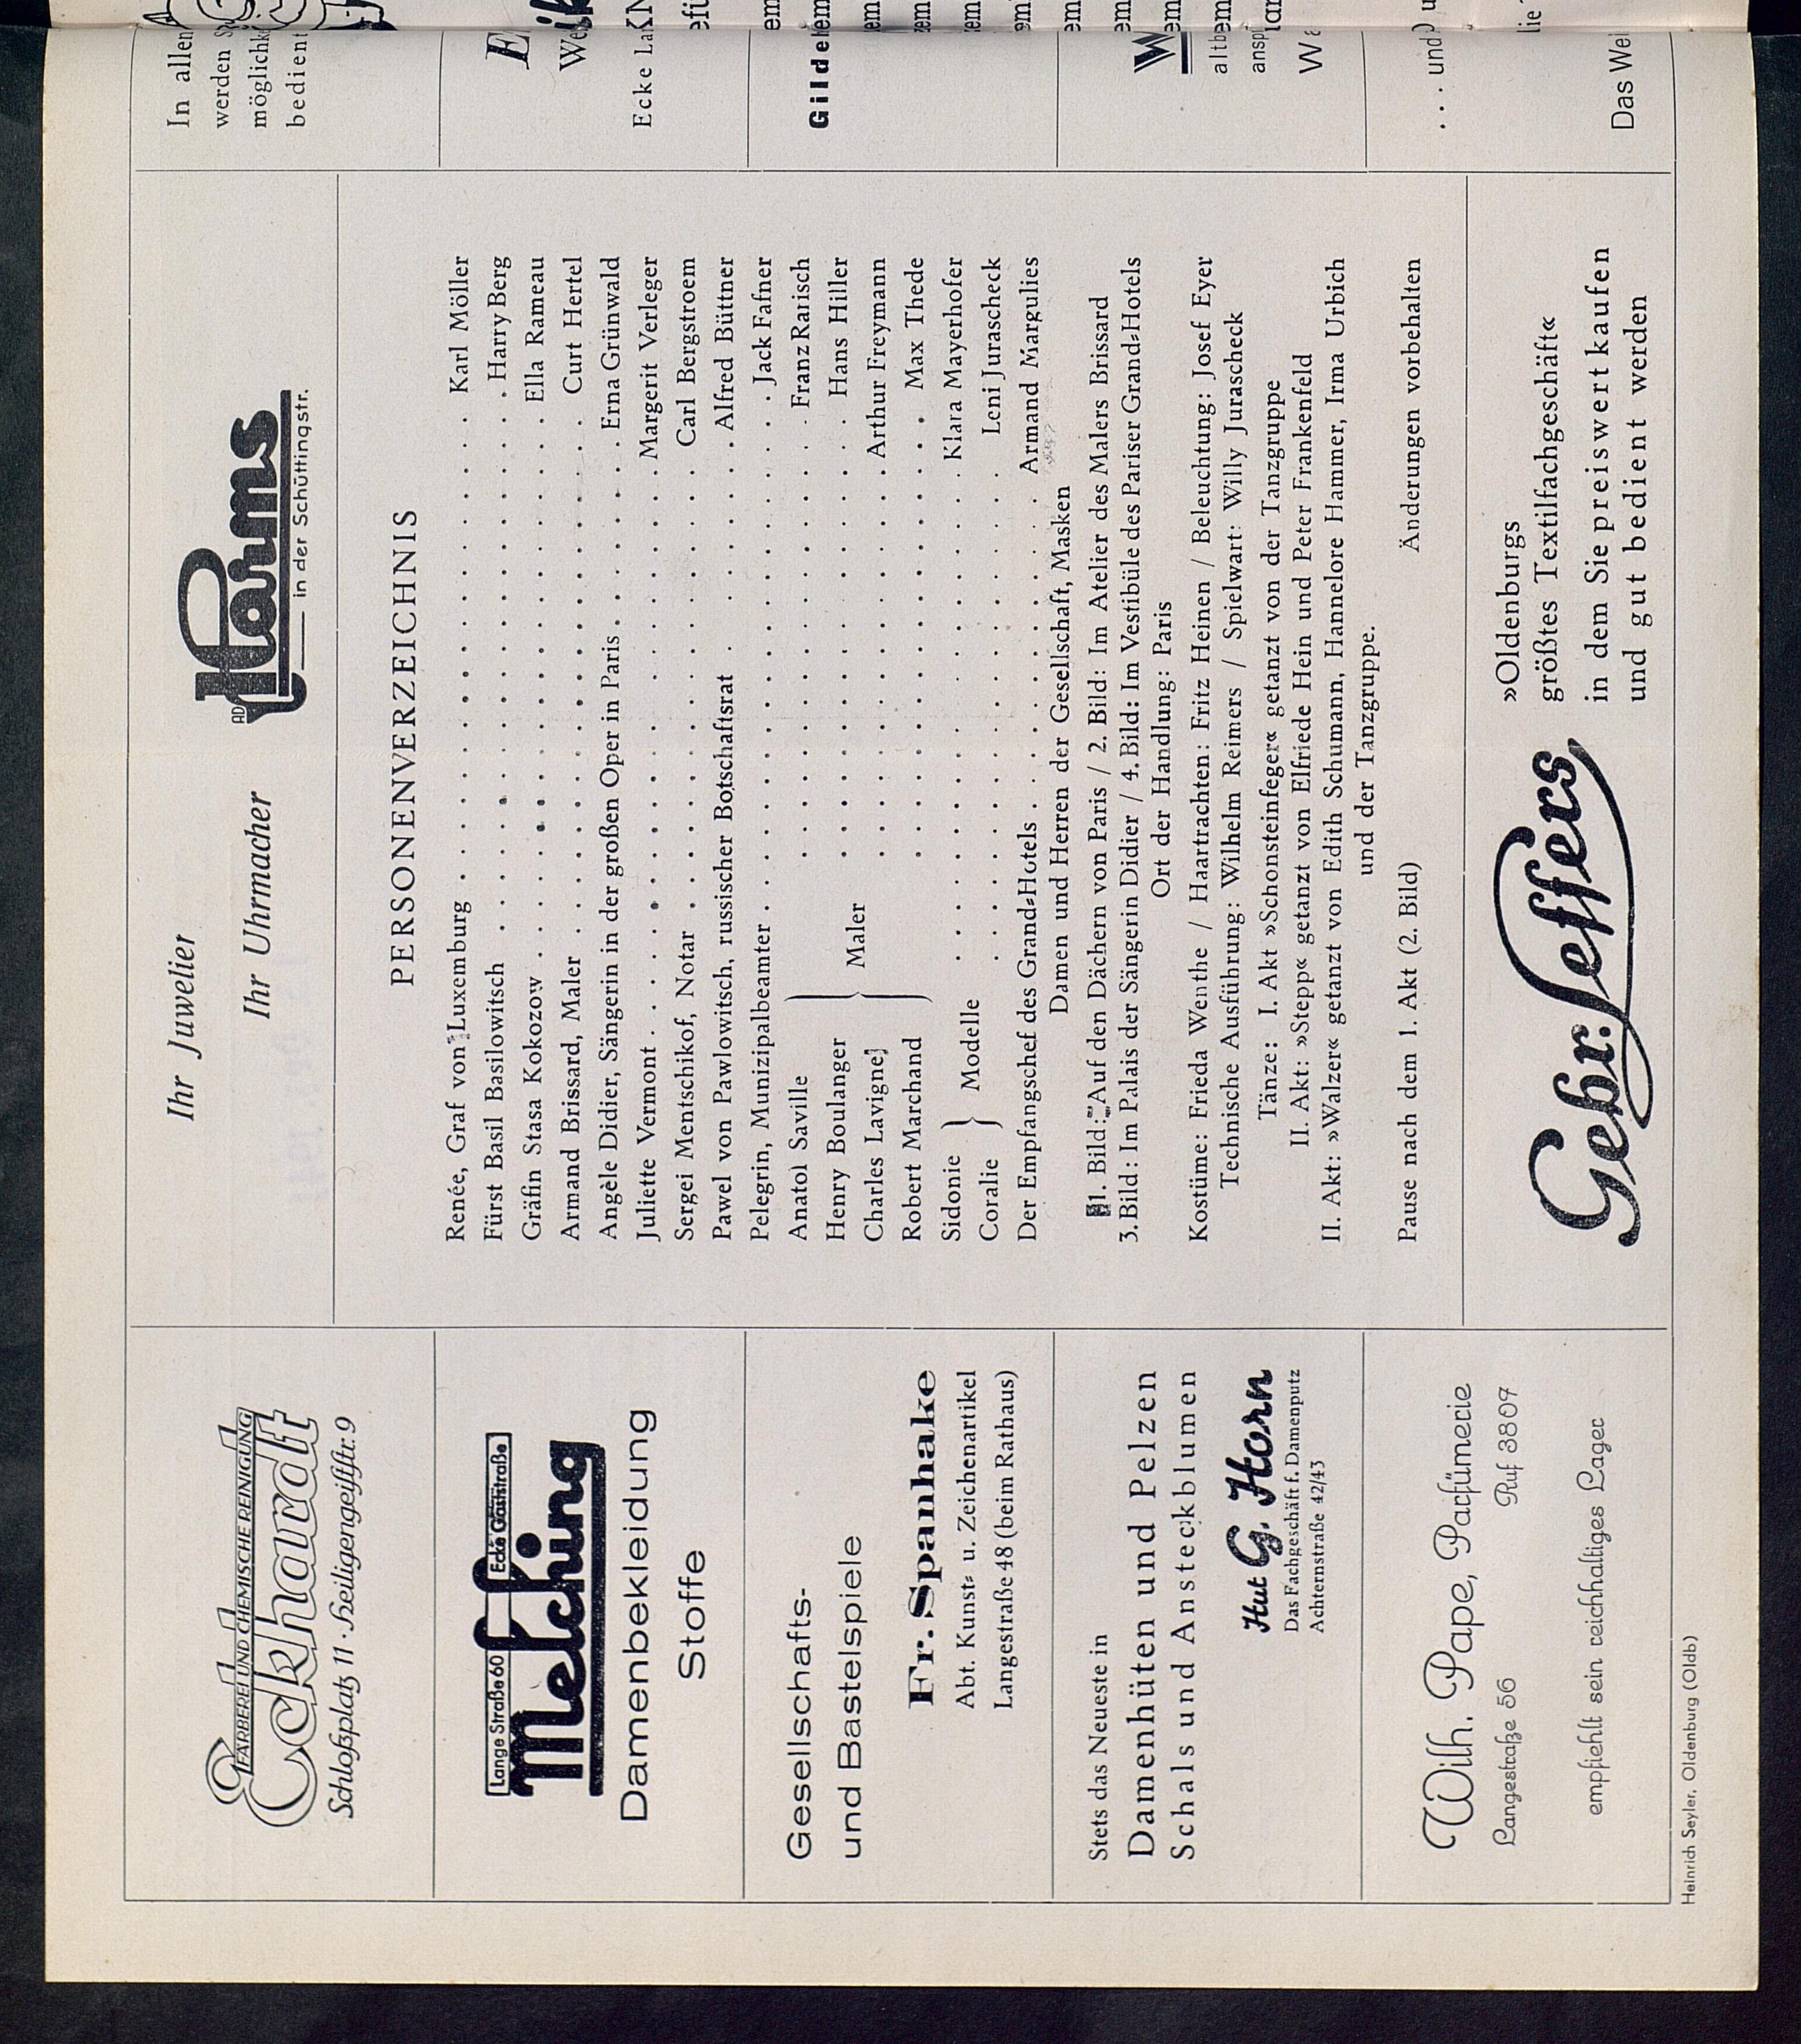 FÄRBEREI UND CHEMISCHE REINIGUNG
Eckhardt
Schloßplatz 11 · Heiligengeiststr. 9
Lange Straße 60
Ecke Gaststraße
Melching
Damenbekleidung
Stoffe
Gesellschafts-
und Bastelspiele
Fr. Spanhake
Abt. Kunst- u. Zeichenartikel
Langestraße 48 (beim Rathaus)
Stets das Neueste in
Damenhüten und Pelzen
Schals und Ansteckblumen
Hut G. Horn
Das Fachgeschäft f. Damenputz
Achternstraße 42/43
Wilh. Pape, Parfümerie
Langestraße 56 Ruf 3807
empfiehlt sein reichhaltiges Lager
Heinrich Seyler, Oldenburg (Oldb)
Ihr Juwelier
Ihr Uhrmacher
AD Harms
in der Schüttingstr.
PERSONENVERZEICHNIS
Renée, Graf von Luxemburg . . . . . . . . . . . . Karl Möller
Fürst Basil Basilowitsch . . . . . . . . . . . . Harry Berg
Gräfin Stasa Kokozow . . . . . . . . . . . . Ella Rameau
Armand Brissard, Maler . . . . . . . . . . . . Curt Hertel
Angèle Didier, Sängerin in der großen Oper in Paris . . . . . . Erna Grünwald
Juliette Vermont . . . . . . . . . . . . Margerit Verleger
Sergei Mentschikof, Notar . . . . . . . . . . . . Carl Bergstroem
Pawel von Pawlowitsch, russischer Botschaftsrat . . . . . . Alfred Büttner
Pelegrin, Munizipalbeamter . . . . . . . . . . . . Jack Fafner
Anatol Saville . . . . . . . . . . . . Franz Rarisch
Henry Boulanger . . . . . . . . . . . . Hans Hiller
Maler
Charles Lavigne . . . . . . . . . . . . Arthur Freymann
Robert Marchand . . . . . . . . . . . . Max Thede
Sidonie . . . . . . . . . . . . Klara Mayerhofer
Modelle
Coralie . . . . . . . . . . . . Leni Jurascheck
Der Empfangschef des Grand-Hotels . . . . . . . . . Armand Margulies
Damen und Herren der Gesellschaft, Masken
1. Bild: Auf den Dächern von Paris / 2. Bild: Im Atelier des Malers Brissard
3. Bild: Im Palais der Sängerin Didier / 4. Bild: Im Vestibüle des Pariser Grand-Hotels
Ort der Handlung: Paris
Kostüme: Frieda Wenthe / Haartrachten: Fritz Heinen / Beleuchtung: Josef Eyer
Technische Ausführung: Wilhelm Reimers / Spielwart: Willy Jurascheck
Tänze: I. Akt »Schonsteinfeger« getanzt von der Tanzgruppe
II. Akt: »Stepp« getanzt von Elfriede Hein und Peter Frankenfeld
II. Akt: »Walzer« getanzt von Edith Schumann, Hannelore Hammer, Irma Urbich
und der Tanzgruppe.
Pause nach dem 1. Akt (2. Bild) Änderungen vorbehalten
Gebr. Leffers
»Oldenburgs
größtes Textilfachgeschäft«
in dem Sie preiswert kaufen
und gut bedient werden
In allen
werden
möglichk
bedient
Ecke
Gilde
altb
ansp
. . . und
Das Wei